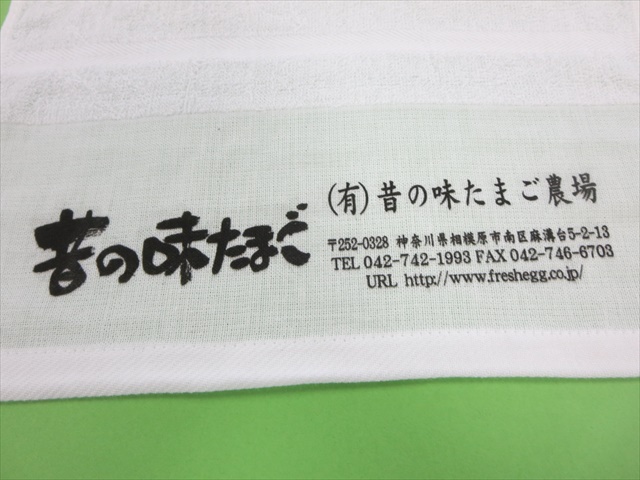 昔の味たまご
(有)昔の味たまご農場
〒252-0328 神奈川県相模原市南区麻溝台5-2-13
TEL 042-742-1993 FAX 042-746-6703
URL http://www.freshegg.co.jp/